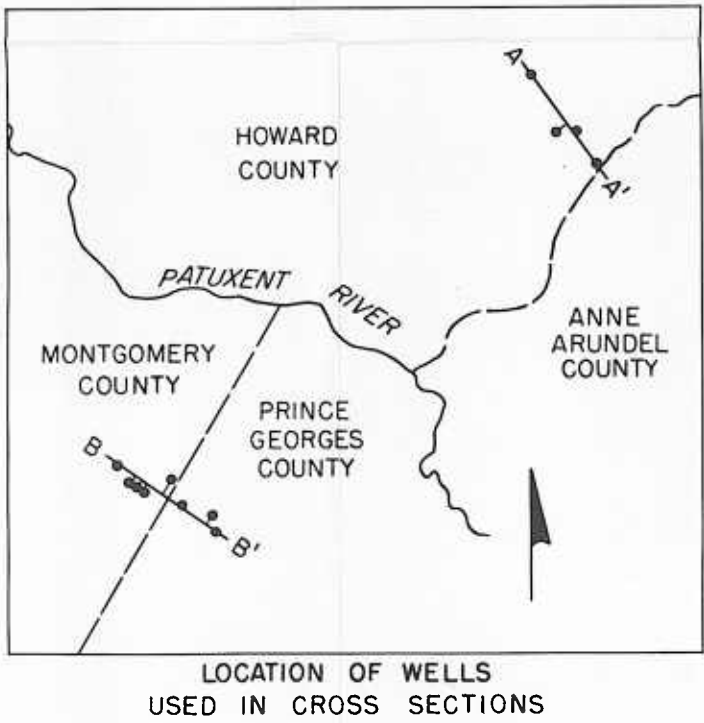 A
HOWARD
COUNTY
A'
PATUXENT
RIVER
ANNE
ARUNDEL
COUNTY
MONTGOMERY
COUNTY
PRINCE
GEORGES
COUNTY
B
B'
LOCATION OF WELLS
USED IN CROSS SECTIONS